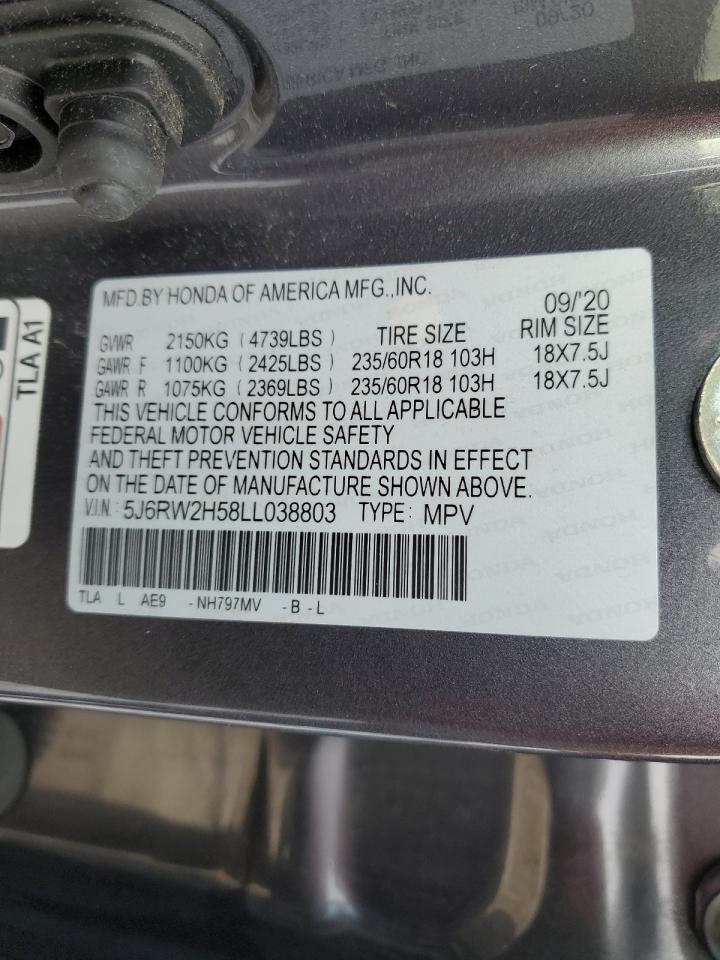 MFD.BY HONDA OF AMERICA MFG.,INC.
09/'20
GVWR 2150KG ( 4739LBS ) TIRE SIZE RIM SIZE
GAWR F 1100KG ( 2425LBS ) 235/60R18 103H 18X7.5J
GAWR R 1075KG ( 2369LBS ) 235/60R18 103H 18X7.5J
THIS VEHICLE CONFORMS TO ALL APPLICABLE
FEDERAL MOTOR VEHICLE SAFETY
AND THEFT PREVENTION STANDARDS IN EFFECT
ON THE DATE OF MANUFACTURE SHOWN ABOVE.
V.I.N.: 5J6RW2H58LL038803 TYPE: MPV
TLA L AE9 -NH797MV -B -L
TLA A1